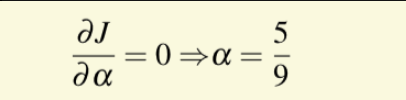 ∂J/∂α = 0 ⇒ α = 5/9